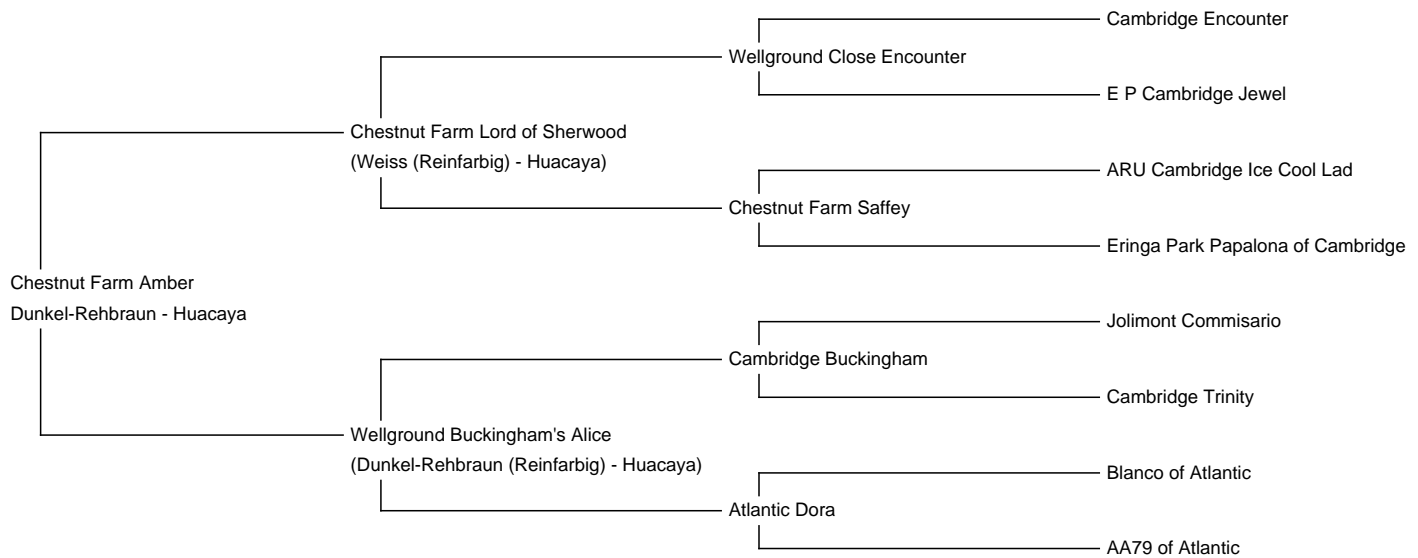 Cambridge Encounter
Wellground Close Encounter
E P Cambridge Jewel
Chestnut Farm Lord of Sherwood
(Weiss (Reinfarbig) - Huacaya)
ARU Cambridge Ice Cool Lad
Chestnut Farm Saffey
Eringa Park Papalona of Cambridge
Chestnut Farm Amber
Dunkel-Rehbraun - Huacaya
Jolimont Commisario
Cambridge Buckingham
Cambridge Trinity
Wellground Buckingham's Alice
(Dunkel-Rehbraun (Reinfarbig) - Huacaya)
Blanco of Atlantic
Atlantic Dora
AA79 of Atlantic